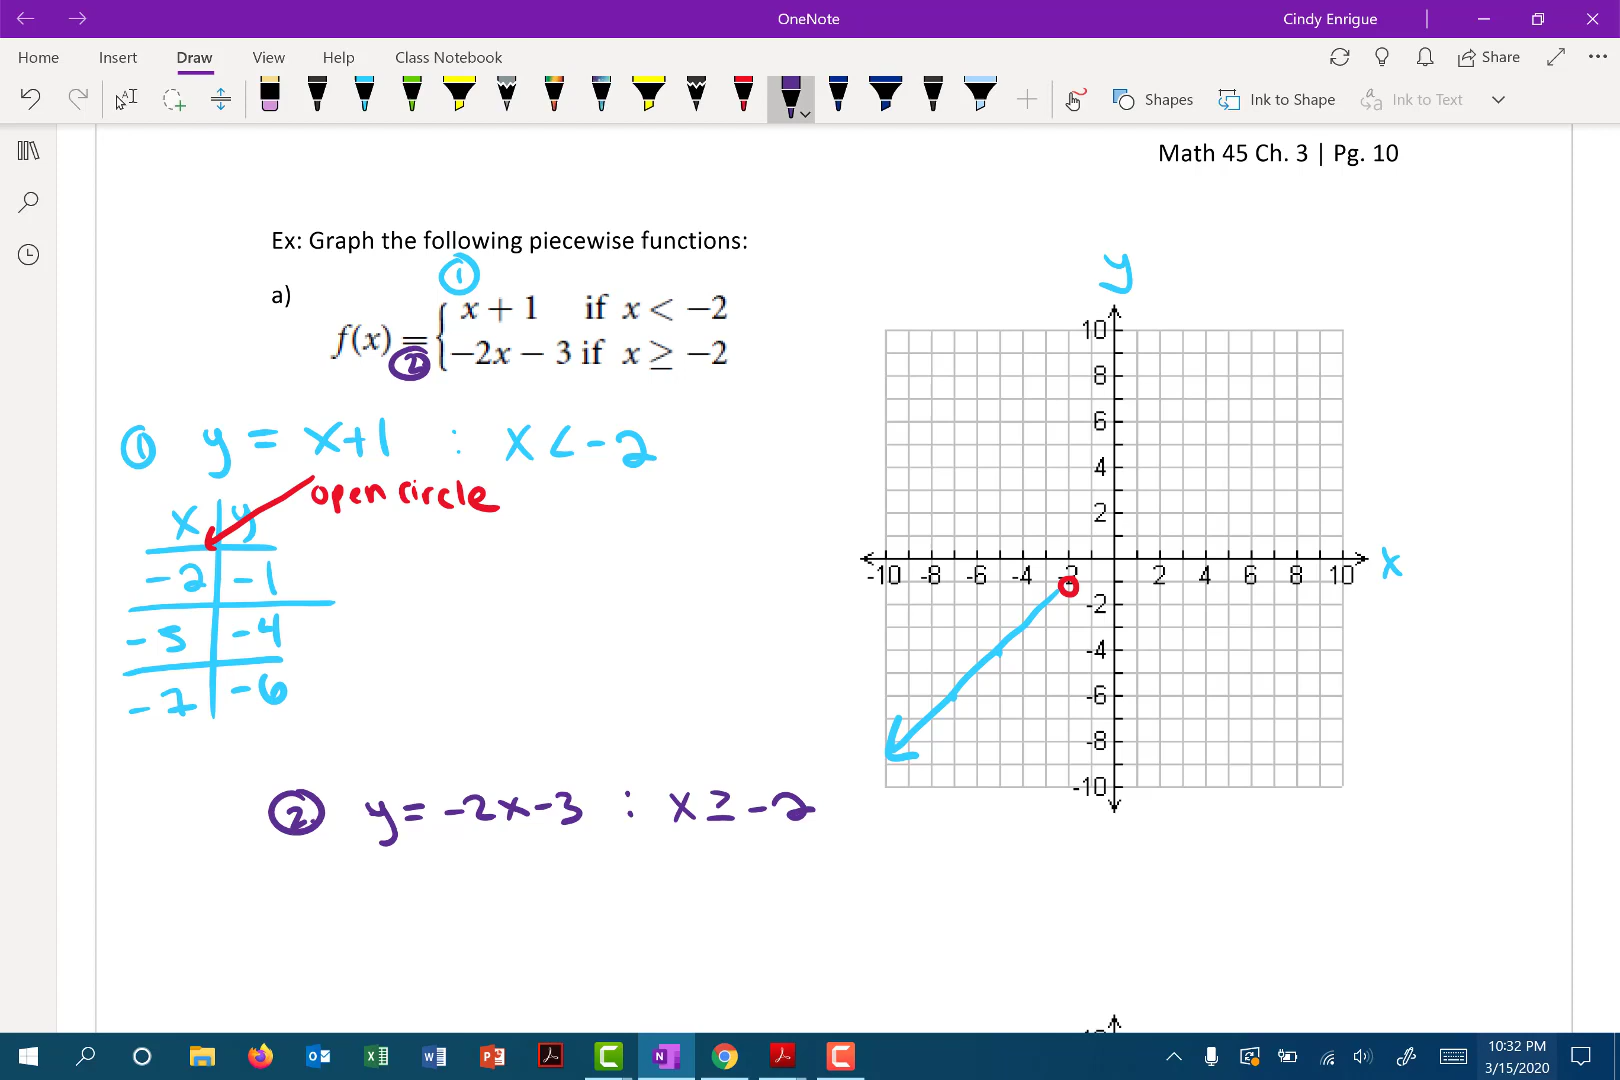 OneNote
Cindy Enrigue
Home Insert Draw View Help Class Notebook Share
Shapes Ink to Shape Ink to Text
Math 45 Ch. 3 | Pg. 10
Ex: Graph the following piecewise functions:
a)
①
x + 1 if x < −2
f(x) =
② −2x − 3 if x ≥ −2
① y = x+1 : x < -2
open circle
x y
-2 -1
-5 -4
-7 -6
② y = -2x-3 : x ≥ -2
y
10
8
6
4
2
-10 -8 -6 -4 -2 2 4 6 8 10 x
-2
-4
-6
-8
-10
10:32 PM
3/15/2020